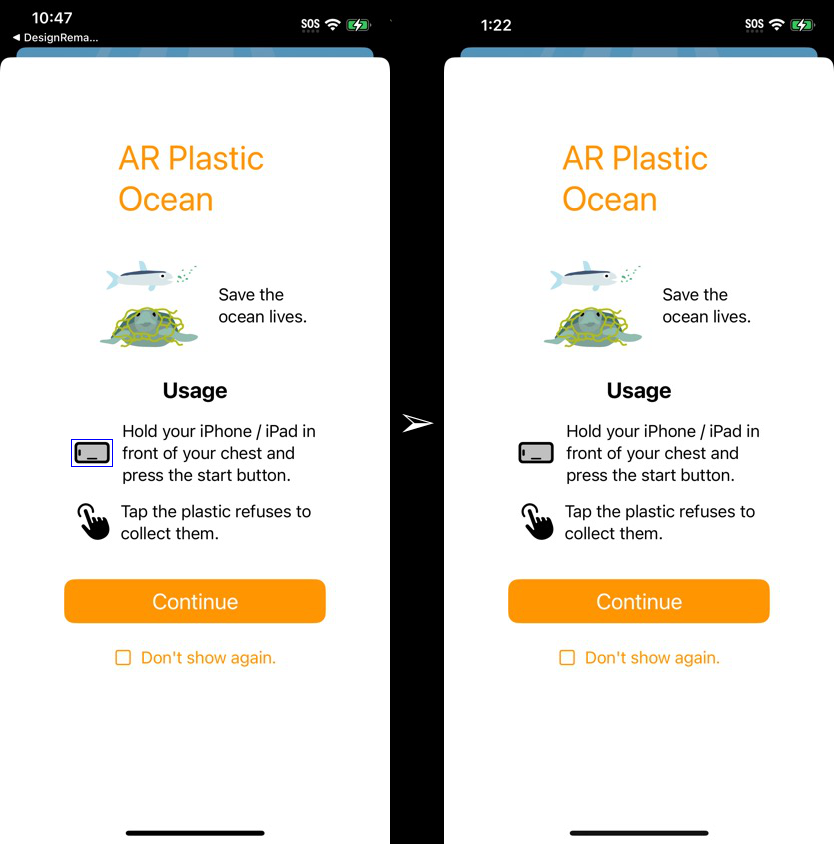 10:47
SOS
◀ DesignRema...
AR Plastic
Ocean
Save the
ocean lives.
Usage
Hold your iPhone / iPad in
front of your chest and
press the start button.
Tap the plastic refuses to
collect them.
Continue
Don't show again.
1:22
SOS
AR Plastic
Ocean
Save the
ocean lives.
Usage
Hold your iPhone / iPad in
front of your chest and
press the start button.
Tap the plastic refuses to
collect them.
Continue
Don't show again.